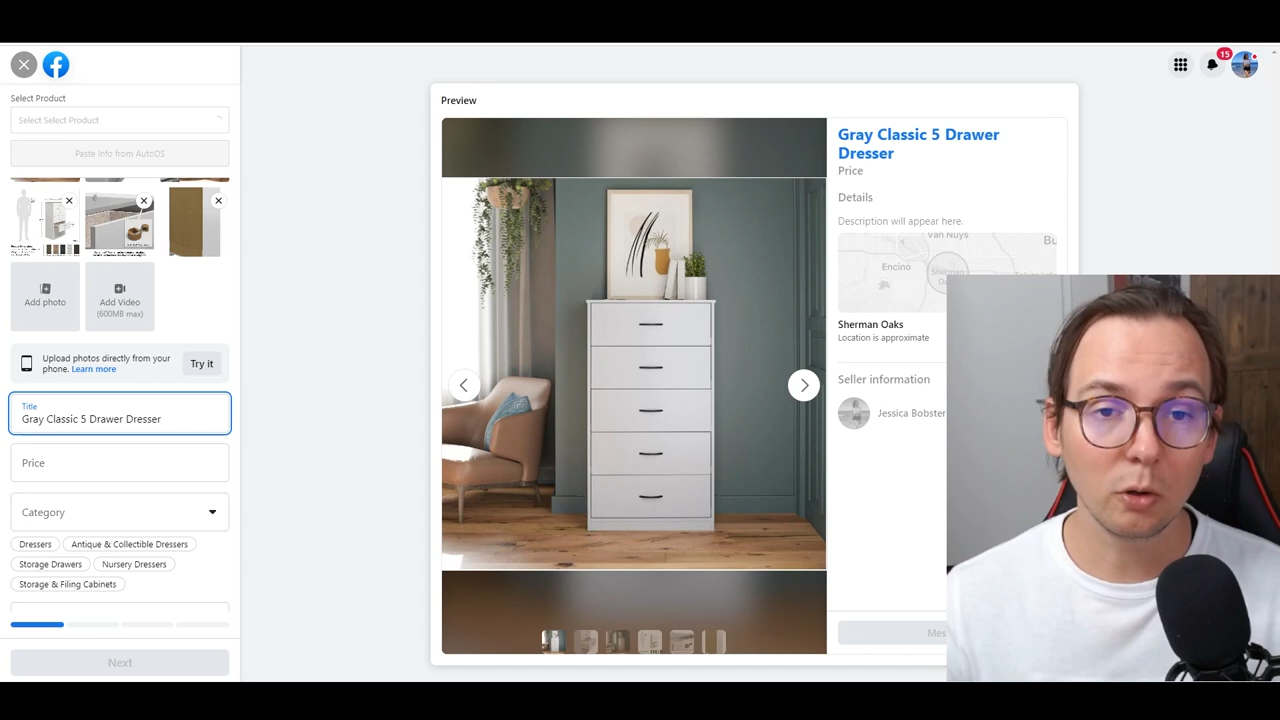 15
Select Product
Select Select Product
Paste Info from AutoDS
Add photo
Add Video
(600MB max)
Upload photos directly from your
phone. Learn more
Try it
Title
Gray Classic 5 Drawer Dresser
Price
Category
Dressers
Antique & Collectible Dressers
Storage Drawers
Nursery Dressers
Storage & Filing Cabinets
Next
Preview
Gray Classic 5 Drawer
Dresser
Price
Details
Description will appear here.
Van Nuys
Bu
Encino
Sherman
Sherman Oaks
Location is approximate
Seller information
Jessica Bobster
Mes